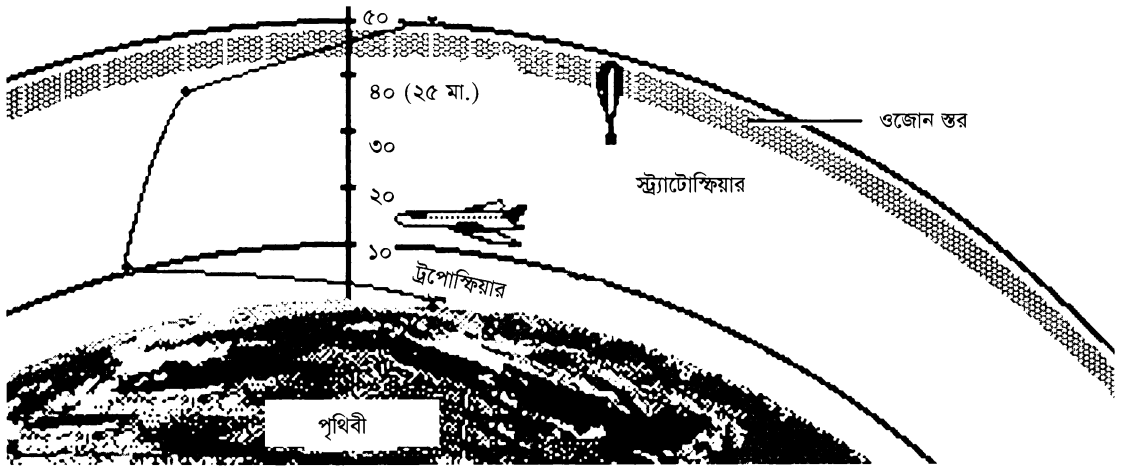 ৫০
৪০ (২৫ মা.)
ওজোন স্তর
৩০
স্ট্র্যাটোস্ফিয়ার
২০
১০
ট্রপোস্ফিয়ার
পৃথিবী